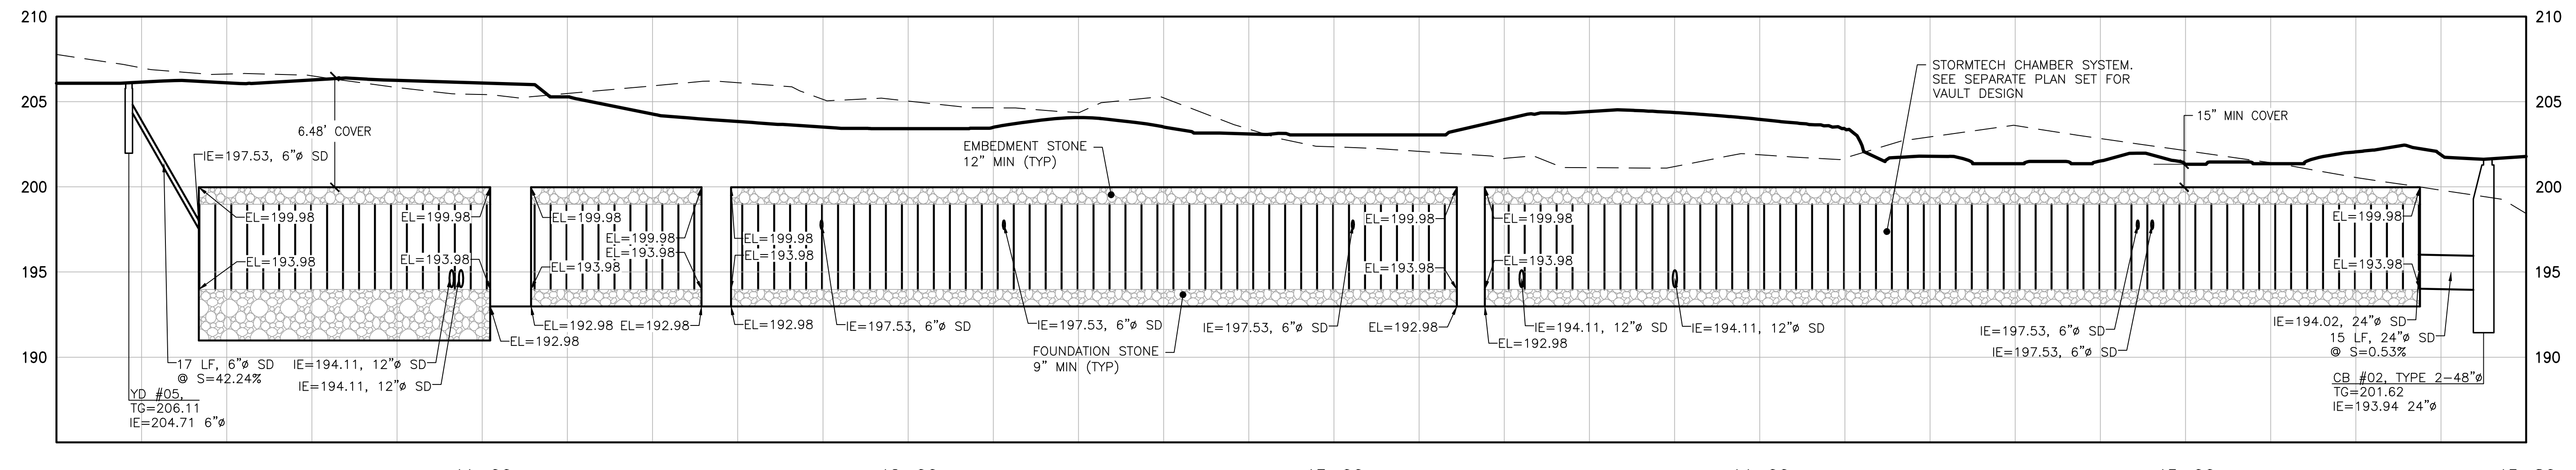 210
210
205
205
200
200
195
195
190
190
6.48' COVER
IE=197.53, 6"ø SD
EMBEDMENT STONE
12" MIN (TYP)
STORMTECH CHAMBER SYSTEM.
SEE SEPARATE PLAN SET FOR
VAULT DESIGN
15" MIN COVER
EL=199.98
EL=199.98
EL=193.98
EL=193.98
EL=199.98
EL=199.98
EL=193.98
EL=193.98
EL=199.98
EL=193.98
EL=199.98
EL=193.98
EL=199.98
EL=193.98
EL=199.98
EL=193.98
EL=192.98
EL=192.98
EL=192.98
EL=192.98
IE=197.53, 6"ø SD
IE=197.53, 6"ø SD
IE=197.53, 6"ø SD
EL=192.98
EL=192.98
IE=194.11, 12"ø SD
IE=194.11, 12"ø SD
IE=197.53, 6"ø SD
IE=197.53, 6"ø SD
IE=194.02, 24"ø SD
15 LF, 24"ø SD
@ S=0.53%
FOUNDATION STONE
9" MIN (TYP)
17 LF, 6"ø SD
@ S=42.24%
IE=194.11, 12"ø SD
IE=194.11, 12"ø SD
YD #05,
TG=206.11
IE=204.71 6"ø
CB #02, TYPE 2-48"ø
TG=201.62
IE=193.94 24"ø